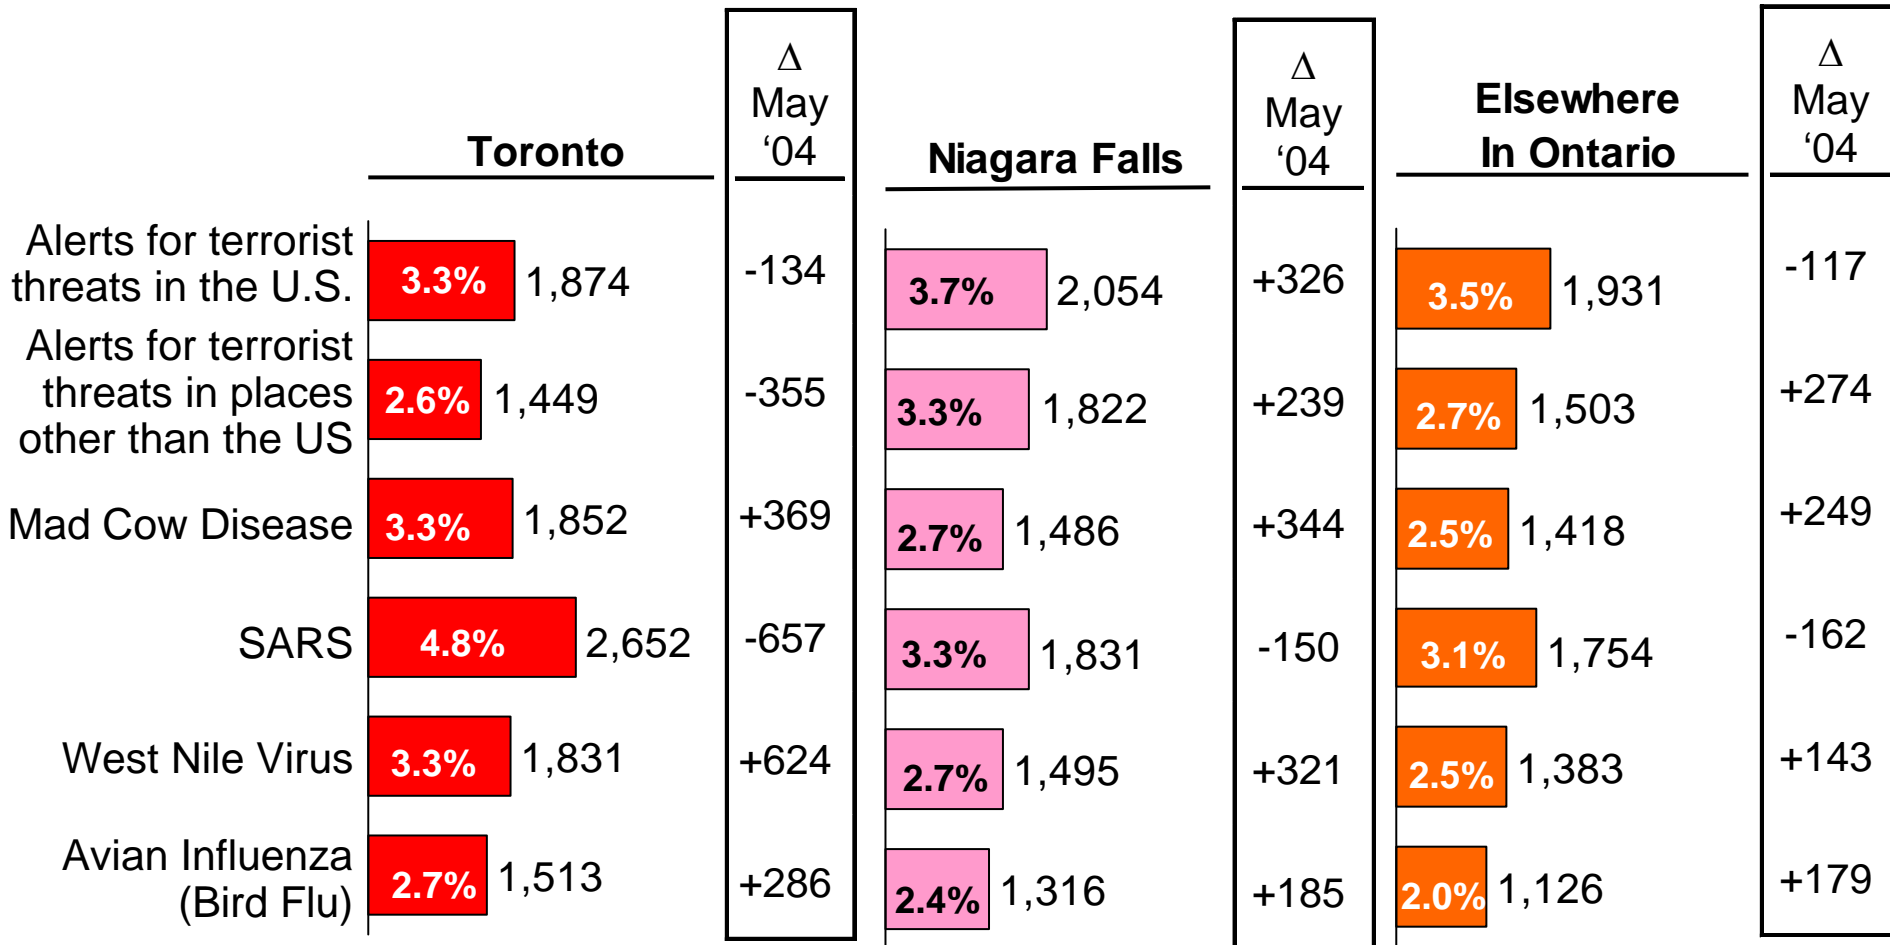 Toronto
Δ
May
‘04
Niagara Falls
Δ
May
‘04
Elsewhere
In Ontario
Δ
May
‘04
Alerts for terrorist
threats in the U.S.
3.3% 1,874 -134 3.7% 2,054 +326 3.5% 1,931 -117
Alerts for terrorist
threats in places
other than the US
2.6% 1,449 -355 3.3% 1,822 +239 2.7% 1,503 +274
Mad Cow Disease 3.3% 1,852 +369 2.7% 1,486 +344 2.5% 1,418 +249
SARS 4.8% 2,652 -657 3.3% 1,831 -150 3.1% 1,754 -162
West Nile Virus 3.3% 1,831 +624 2.7% 1,495 +321 2.5% 1,383 +143
Avian Influenza
(Bird Flu)
2.7% 1,513 +286 2.4% 1,316 +185 2.0% 1,126 +179